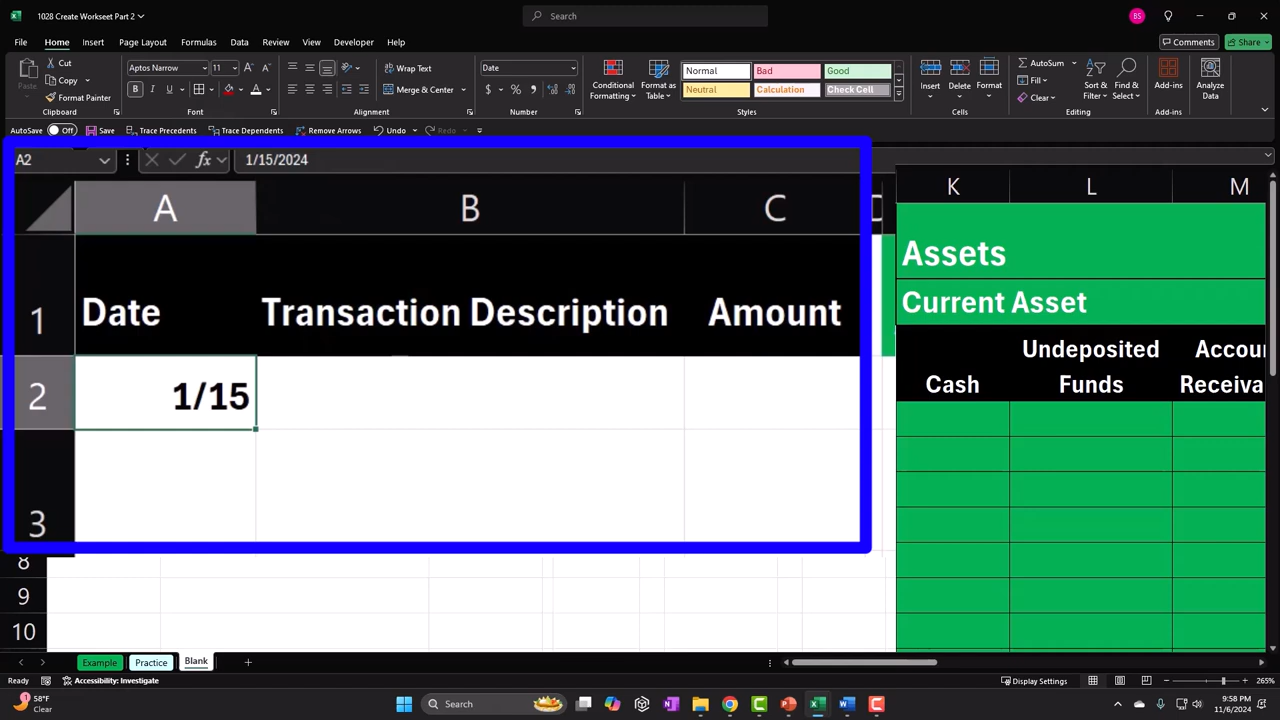 1028 Create Workseet Part 2
Search
BS
File Home Insert Page Layout Formulas Data Review View Developer Help
Comments Share
Paste
Cut
Copy
Format Painter
Clipboard
Aptos Narrow 11
B I U
Font
Wrap Text
Merge & Center
Alignment
Date
$ % 9
Number
Conditional Formatting
Format as Table
Normal Bad Good
Neutral Calculation Check Cell
Styles
Insert Delete Format
Cells
AutoSum
Fill
Clear
Sort & Filter
Find & Select
Editing
Add-ins
Add-ins
Analyze Data
AutoSave Off Save Trace Precedents Trace Dependents Remove Arrows Undo Redo
A2 fx 1/15/2024
A B C K L M
1 Date Transaction Description Amount
Assets
Current Asset
Cash
Undeposited Funds
2 1/15
3
8
9
10
Example Practice Blank
Ready Accessibility: Investigate
Display Settings 265%
1
58°F
Clear
Search
9:58 PM
11/6/2024